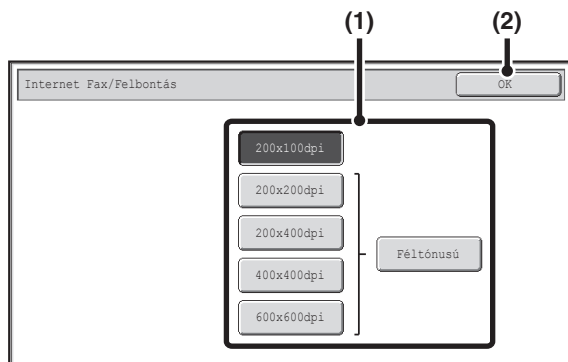 (1) (2)
Internet Fax/Felbontás OK
200x100dpi
200x200dpi
200x400dpi
Féltónusú
400x400dpi
600x600dpi